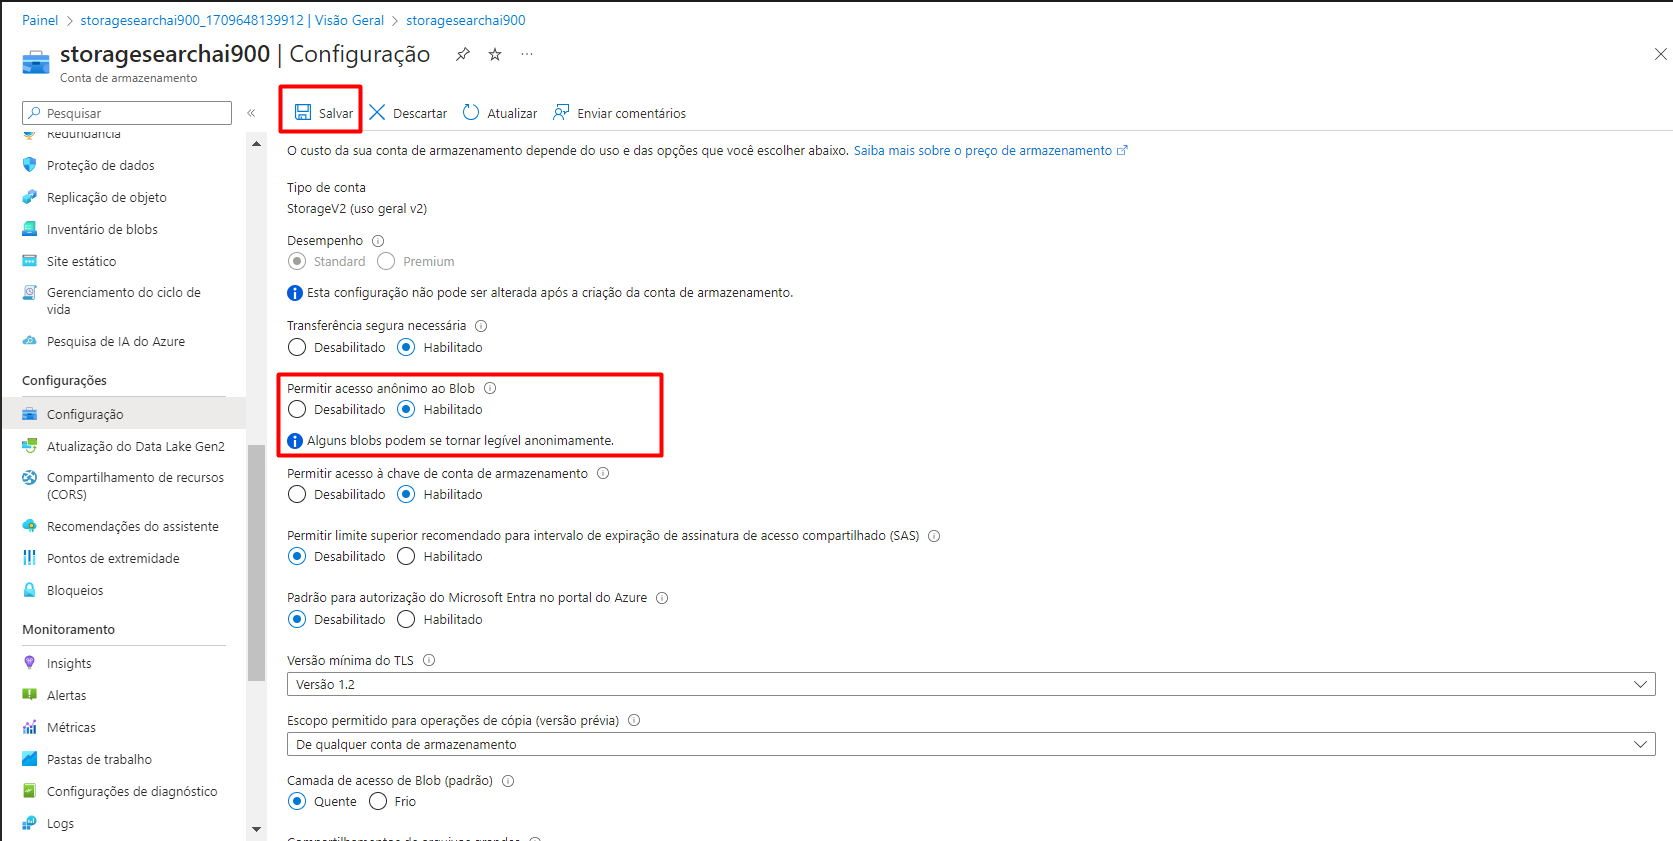 Painel > storagesearchai900_1709648139912 | Visão Geral > storagesearchai900
storagesearchai900 | Configuração
Conta de armazenamento
Pesquisar
Redundância
Proteção de dados
Replicação de objeto
Inventário de blobs
Site estático
Gerenciamento do ciclo de
vida
Pesquisa de IA do Azure
Configurações
Configuração
Atualização do Data Lake Gen2
Compartilhamento de recursos
(CORS)
Recomendações do assistente
Pontos de extremidade
Bloqueios
Monitoramento
Insights
Alertas
Métricas
Pastas de trabalho
Configurações de diagnóstico
Logs
Salvar Descartar Atualizar Enviar comentários
O custo da sua conta de armazenamento depende do uso e das opções que você escolher abaixo. Saiba mais sobre o preço de armazenamento
Tipo de conta
StorageV2 (uso geral v2)
Desempenho
Standard Premium
Esta configuração não pode ser alterada após a criação da conta de armazenamento.
Transferência segura necessária
Desabilitado Habilitado
Permitir acesso anônimo ao Blob
Desabilitado Habilitado
Alguns blobs podem se tornar legível anonimamente.
Permitir acesso à chave de conta de armazenamento
Desabilitado Habilitado
Permitir limite superior recomendado para intervalo de expiração de assinatura de acesso compartilhado (SAS)
Desabilitado Habilitado
Padrão para autorização do Microsoft Entra no portal do Azure
Desabilitado Habilitado
Versão mínima do TLS
Versão 1.2
Escopo permitido para operações de cópia (versão prévia)
De qualquer conta de armazenamento
Camada de acesso de Blob (padrão)
Quente Frio
Compartilhamentos de arquivos grandes